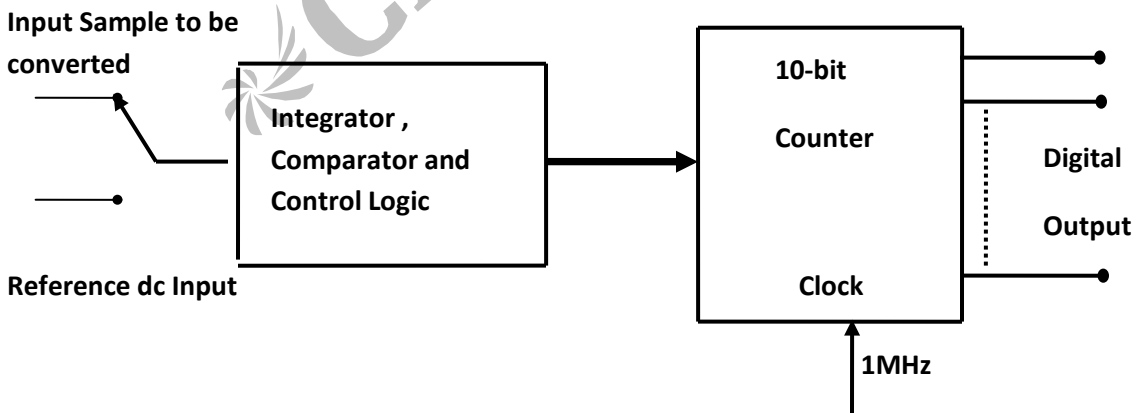 Input Sample to be
converted
Integrator ,
Comparator and
Control Logic
Reference dc Input
10-bit
Counter
Clock
Digital
Output
1MHz